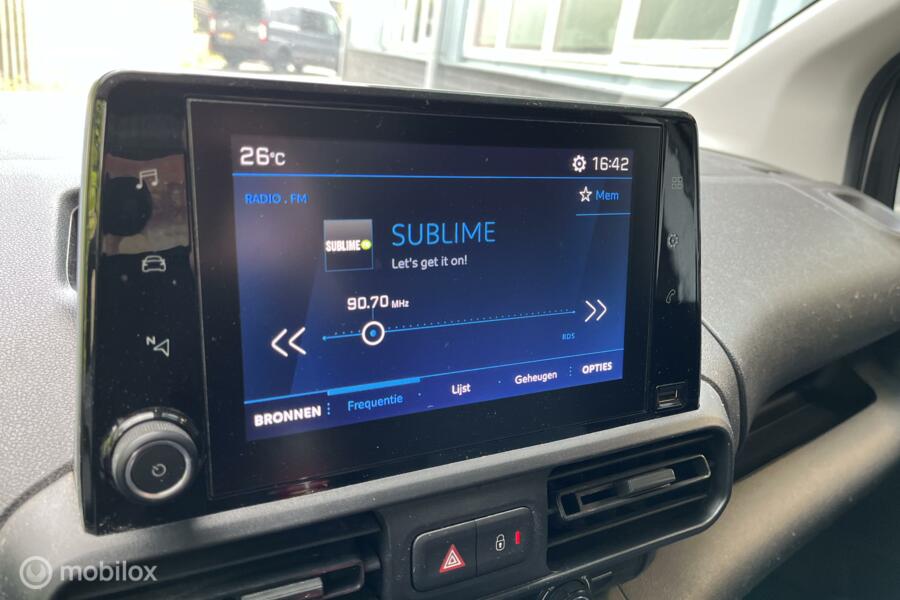 26°C
16:42
RADIO . FM
Mem
SUBLIME FM
SUBLIME
Let's get it on!
90.70 MHz
RDS
BRONNEN
Frequentie
Lijst
Geheugen
OPTIES
N
mobilox